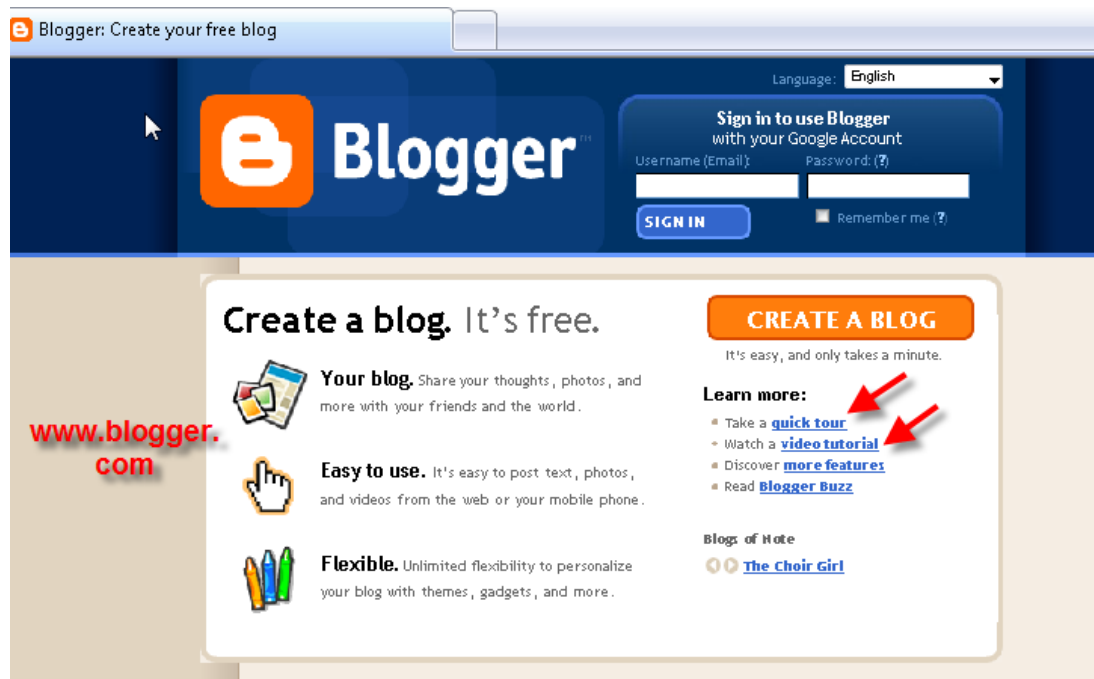 Blogger: Create your free blog
Language: English
Blogger™
Sign in to use Blogger
with your Google Account
Username (Email): Password: (?)
SIGN IN
Remember me (?)
Create a blog. It's free.
CREATE A BLOG
It's easy, and only takes a minute.
Your blog. Share your thoughts, photos, and
more with your friends and the world.
Easy to use. It's easy to post text, photos,
and videos from the web or your mobile phone.
Flexible. Unlimited flexibility to personalize
your blog with themes, gadgets, and more.
Learn more:
Take a quick tour
Watch a video tutorial
Discover more features
Read Blogger Buzz
Blogs of Note
The Choir Girl
www.blogger.
com